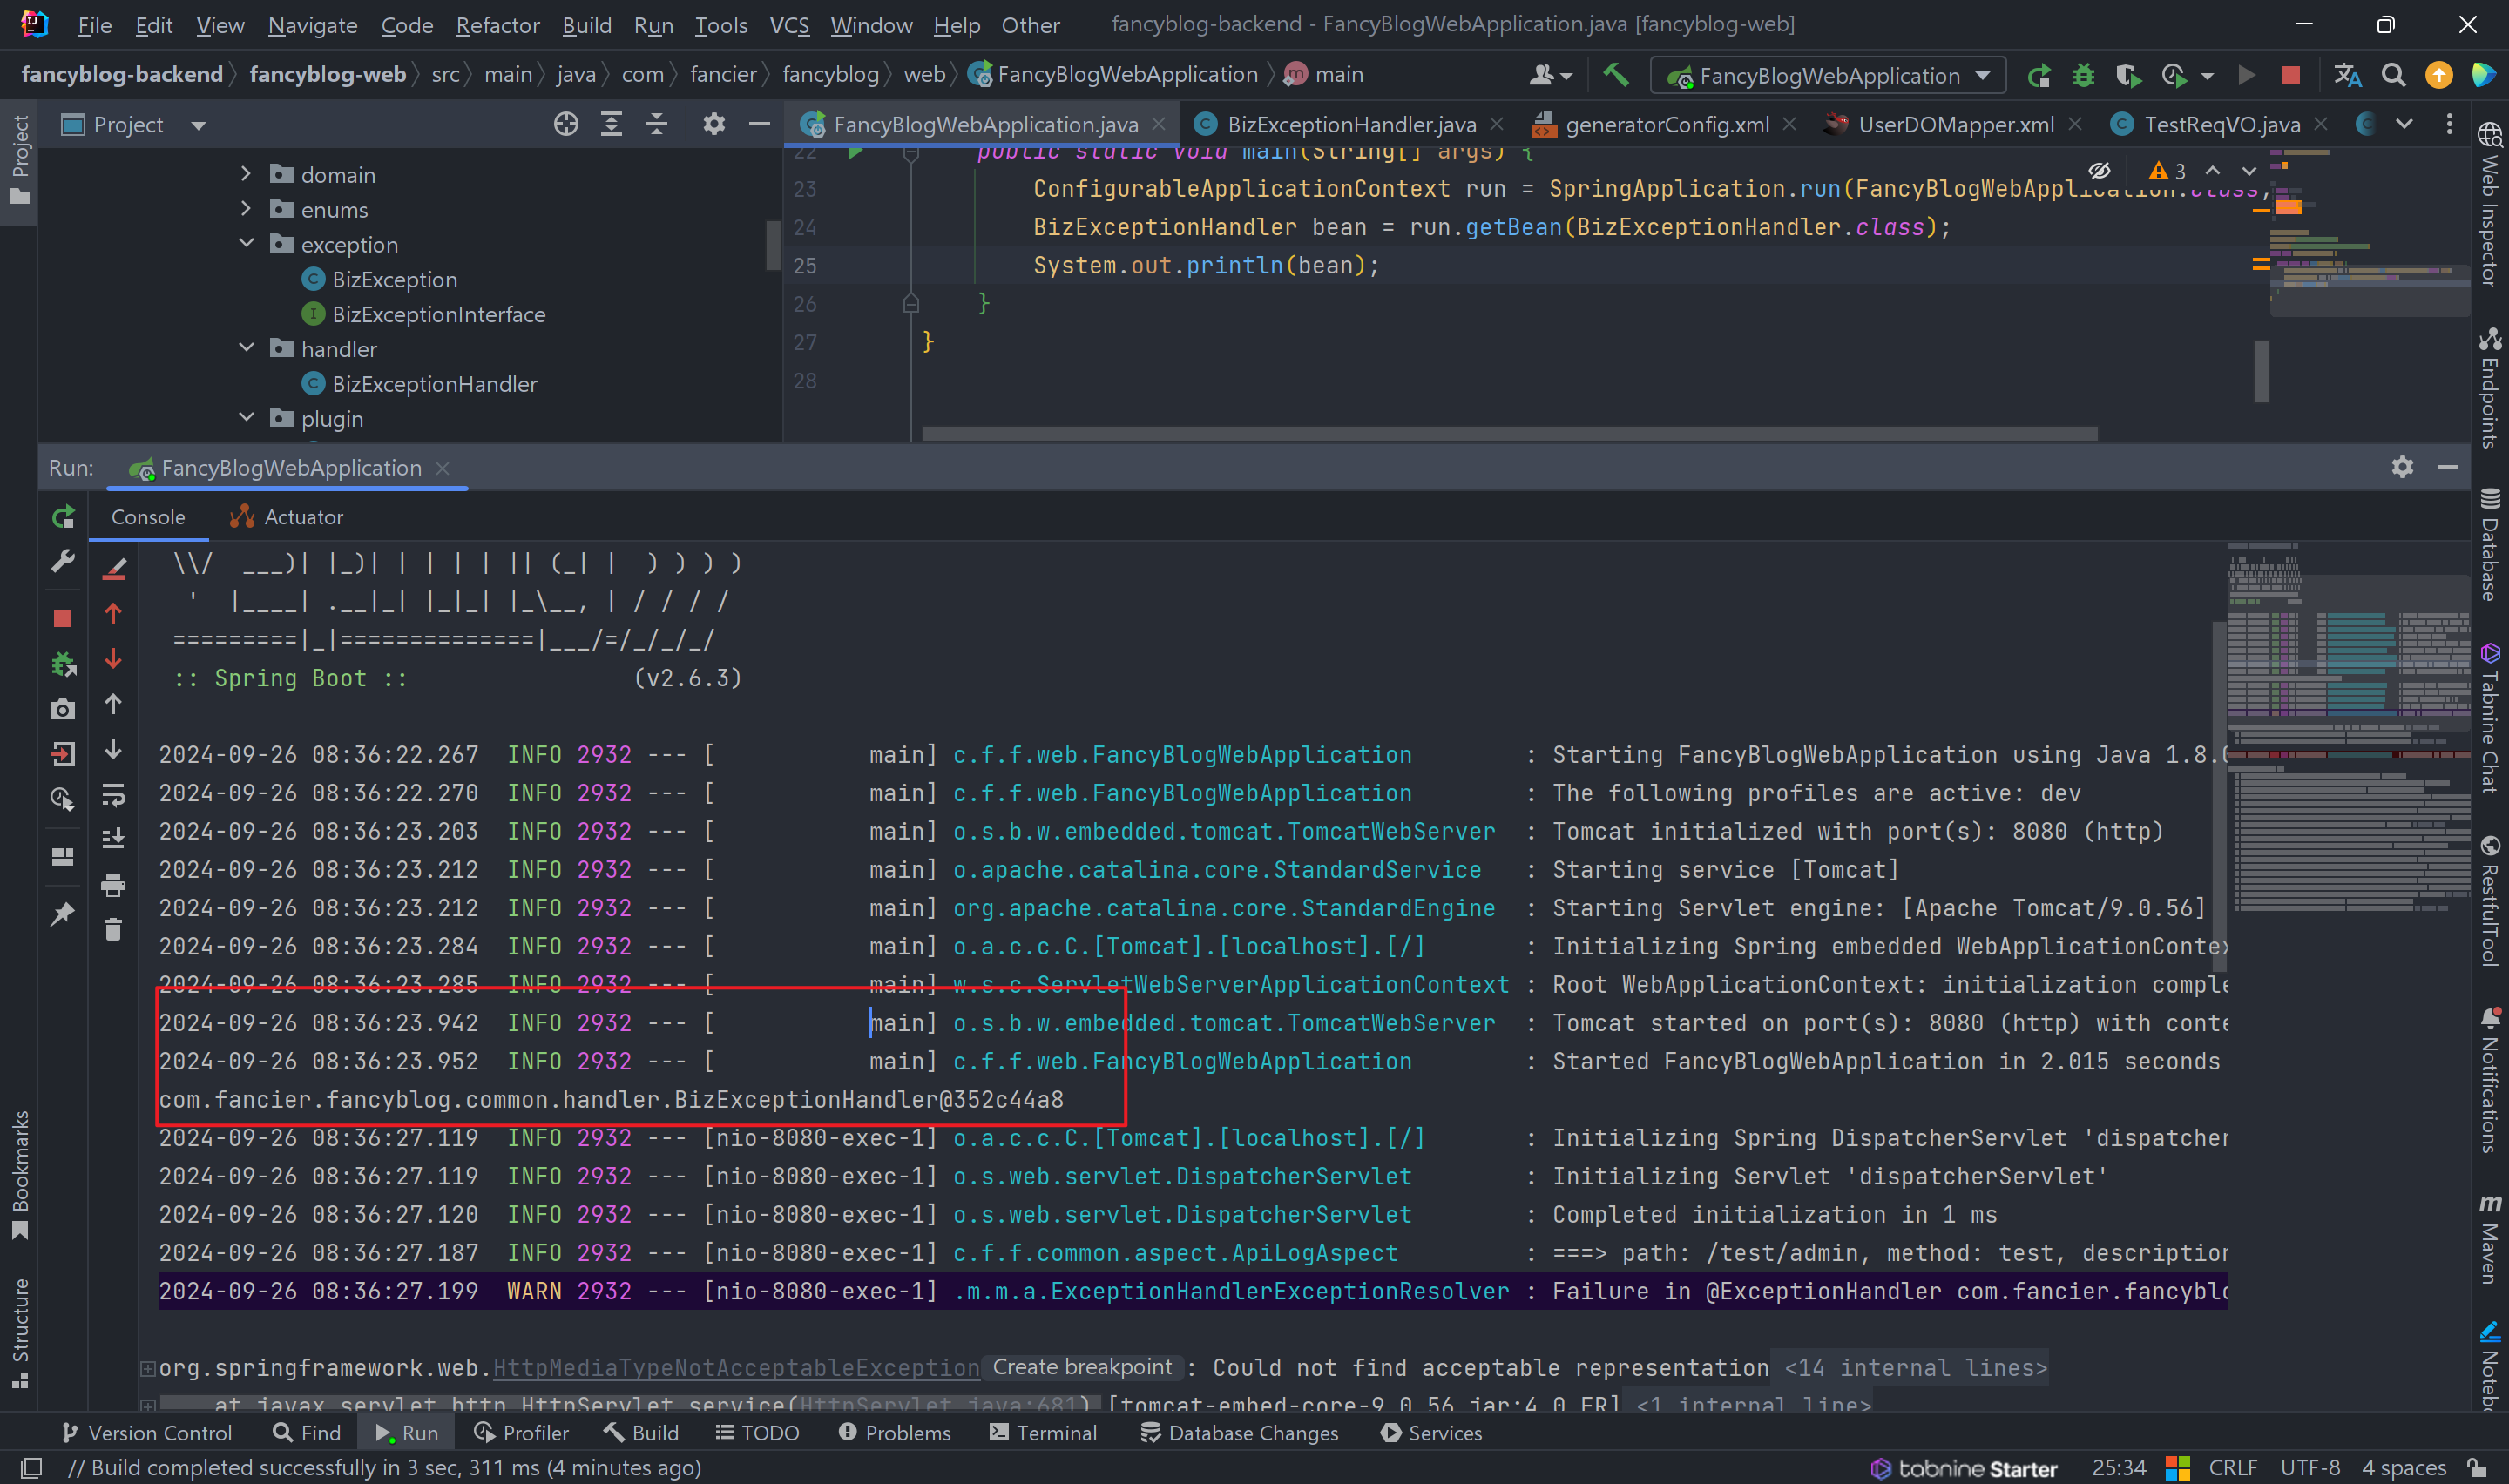 File Edit View Navigate Code Refactor Build Run Tools VCS Window Help Other fancyblog-backend - FancyBlogWebApplication.java [fancyblog-web]
fancyblog-backend fancyblog-web src main java com fancier fancyblog web FancyBlogWebApplication main FancyBlogWebApplication
Project FancyBlogWebApplication.java BizExceptionHandler.java generatorConfig.xml UserDOMapper.xml TestReqVO.java
domain
enums
exception
BizException
BizExceptionInterface
handler
BizExceptionHandler
plugin
22 public static void main(String[] args) {
23 ConfigurableApplicationContext run = SpringApplication.run(FancyBlogWebApplication.class,
24 BizExceptionHandler bean = run.getBean(BizExceptionHandler.class);
25 System.out.println(bean);
26 }
27 }
28
3
Run: FancyBlogWebApplication
Console Actuator
\\/  ___)| |_)| | | | | || (_| |  ) ) ) )
'  |____| .__|_| |_|_| |_\__, | / / / /
=========|_|==============|___/=/_/_/_/
:: Spring Boot :: (v2.6.3)
2024-09-26 08:36:22.267 INFO 2932 --- [ main] c.f.f.web.FancyBlogWebApplication : Starting FancyBlogWebApplication using Java 1.8.
2024-09-26 08:36:22.270 INFO 2932 --- [ main] c.f.f.web.FancyBlogWebApplication : The following profiles are active: dev
2024-09-26 08:36:23.203 INFO 2932 --- [ main] o.s.b.w.embedded.tomcat.TomcatWebServer : Tomcat initialized with port(s): 8080 (http)
2024-09-26 08:36:23.212 INFO 2932 --- [ main] o.apache.catalina.core.StandardService : Starting service [Tomcat]
2024-09-26 08:36:23.212 INFO 2932 --- [ main] org.apache.catalina.core.StandardEngine : Starting Servlet engine: [Apache Tomcat/9.0.56]
2024-09-26 08:36:23.284 INFO 2932 --- [ main] o.a.c.c.C.[Tomcat].[localhost].[/] : Initializing Spring embedded WebApplicationContex
2024-09-26 08:36:23.285 INFO 2932 --- [ main] w.s.c.ServletWebServerApplicationContext : Root WebApplicationContext: initialization comple
2024-09-26 08:36:23.942 INFO 2932 --- [ main] o.s.b.w.embedded.tomcat.TomcatWebServer : Tomcat started on port(s): 8080 (http) with conte
2024-09-26 08:36:23.952 INFO 2932 --- [ main] c.f.f.web.FancyBlogWebApplication : Started FancyBlogWebApplication in 2.015 seconds
com.fancier.fancyblog.common.handler.BizExceptionHandler@352c44a8
2024-09-26 08:36:27.119 INFO 2932 --- [nio-8080-exec-1] o.a.c.c.C.[Tomcat].[localhost].[/] : Initializing Spring DispatcherServlet 'dispatcher
2024-09-26 08:36:27.119 INFO 2932 --- [nio-8080-exec-1] o.s.web.servlet.DispatcherServlet : Initializing Servlet 'dispatcherServlet'
2024-09-26 08:36:27.120 INFO 2932 --- [nio-8080-exec-1] o.s.web.servlet.DispatcherServlet : Completed initialization in 1 ms
2024-09-26 08:36:27.187 INFO 2932 --- [nio-8080-exec-1] c.f.f.common.aspect.ApiLogAspect : ===> path: /test/admin, method: test, description
2024-09-26 08:36:27.199 WARN 2932 --- [nio-8080-exec-1] .m.m.a.ExceptionHandlerExceptionResolver : Failure in @ExceptionHandler com.fancier.fancyblo
org.springframework.web.HttpMediaTypeNotAcceptableException Create breakpoint : Could not find acceptable representation <14 internal lines>
at javax.servlet.http.HttpServlet.service(HttpServlet.java:681) [tomcat-embed-core-9.0.56.jar:4.0.FR] <1 internal line>
Project
Bookmarks
Structure
Web Inspector
Endpoints
Database
Tabnine Chat
RestfulTool
Notifications
Maven
Noteb
Version Control Find Run Profiler Build TODO Problems Terminal Database Changes Services
// Build completed successfully in 3 sec, 311 ms (4 minutes ago) tabnine Starter 25:34 CRLF UTF-8 4 spaces